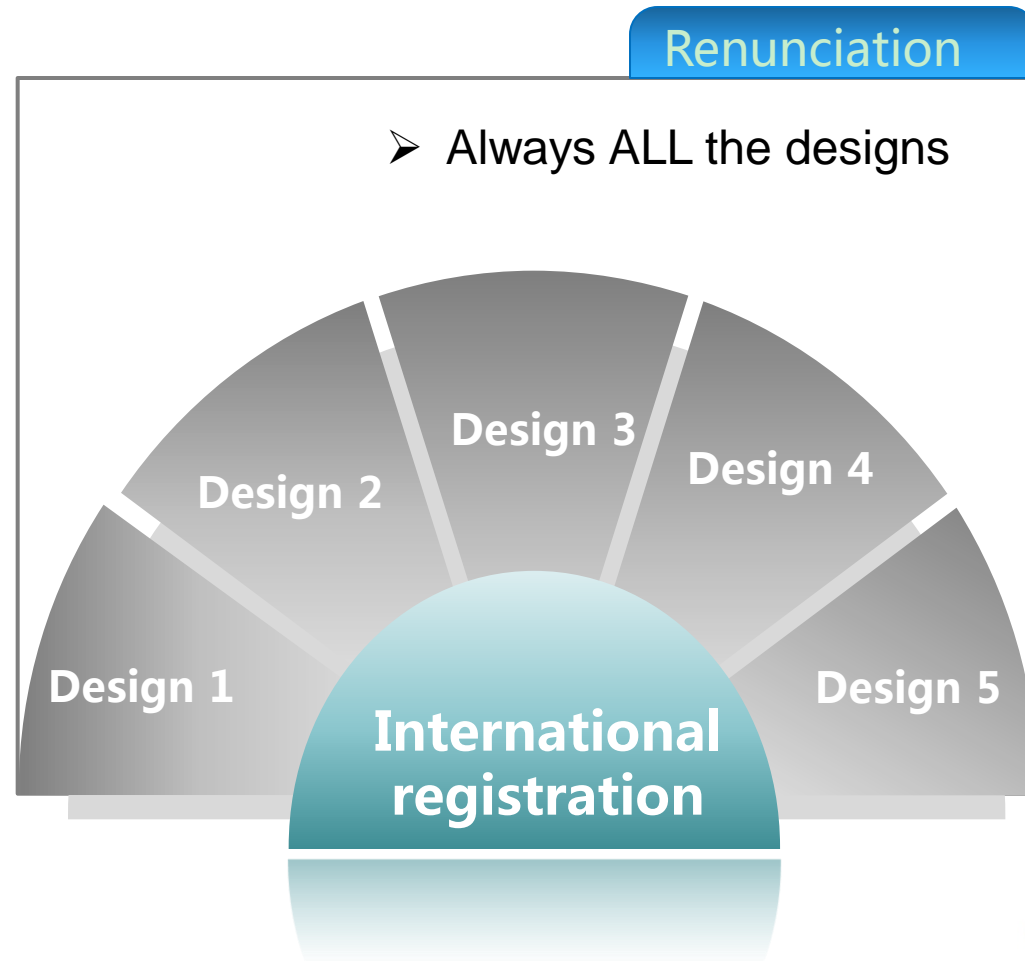 Renunciation
➢ Always ALL the designs
Design 1
Design 2
Design 3
Design 4
Design 5
International
registration